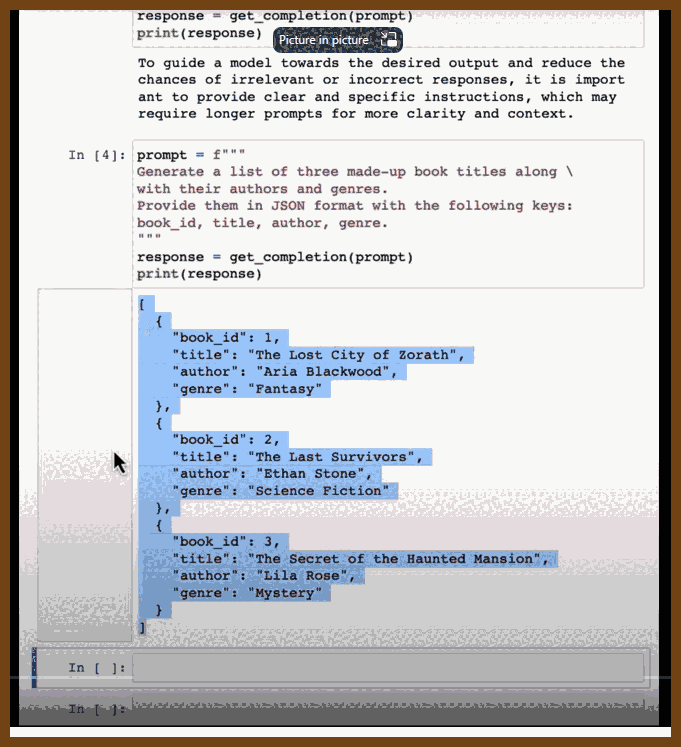 response = get_completion(prompt)
print(response)
Picture in picture
To guide a model towards the desired output and reduce the
chances of irrelevant or incorrect responses, it is import
ant to provide clear and specific instructions, which may
require longer prompts for more clarity and context.
In [4]:
prompt = f"""
Generate a list of three made-up book titles along \
with their authors and genres.
Provide them in JSON format with the following keys:
book_id, title, author, genre.
"""
response = get_completion(prompt)
print(response)
[
  {
    "book_id": 1,
    "title": "The Lost City of Zorath",
    "author": "Aria Blackwood",
    "genre": "Fantasy"
  },
  {
    "book_id": 2,
    "title": "The Last Survivors",
    "author": "Ethan Stone",
    "genre": "Science Fiction"
  },
  {
    "book_id": 3,
    "title": "The Secret of the Haunted Mansion",
    "author": "Lila Rose",
    "genre": "Mystery"
  }
]
In [ ]:
In [ ]: